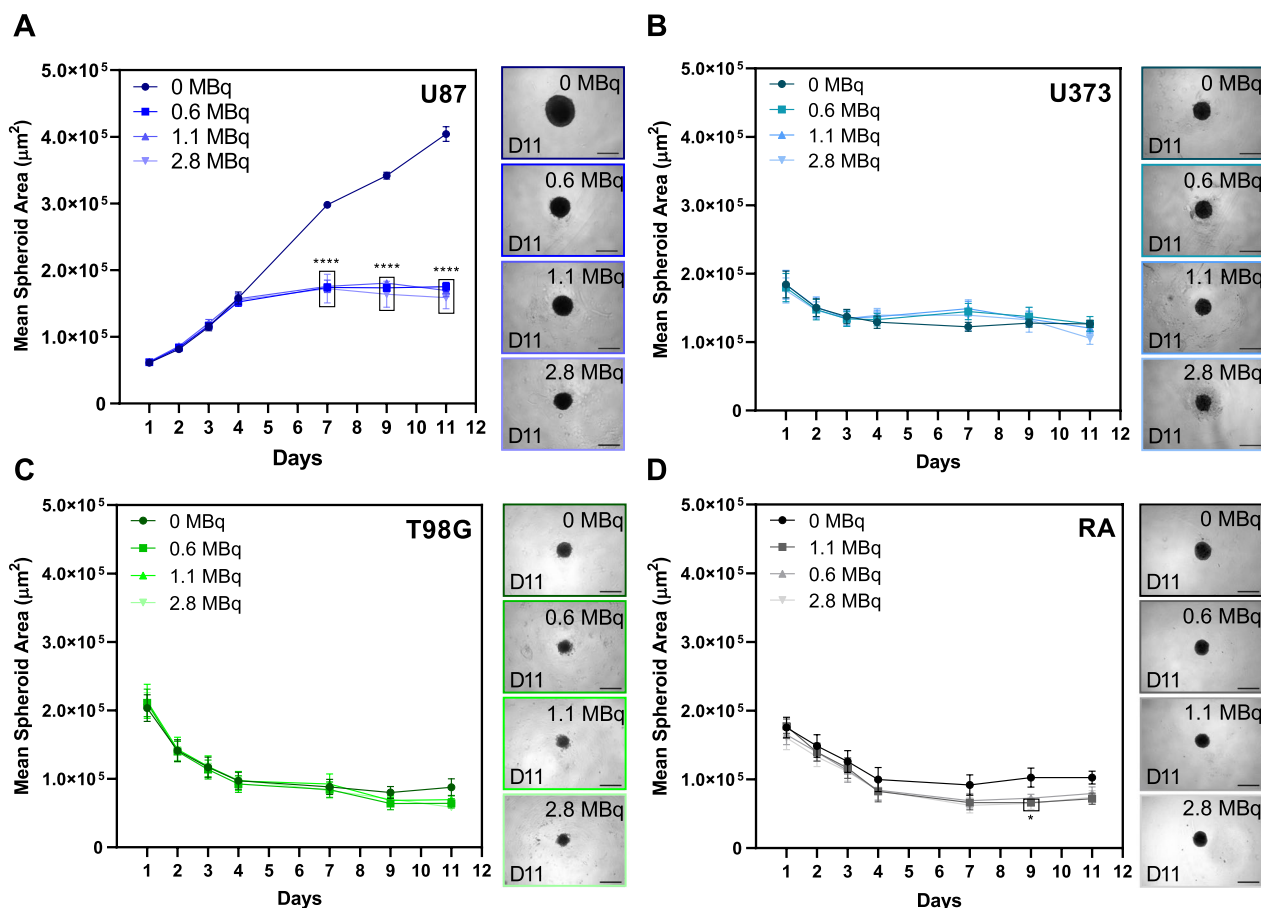 A
5.0×10⁵
4.0×10⁵
3.0×10⁵
2.0×10⁵
1.0×10⁵
0
Mean Spheroid Area (μm²)
0 MBq
0.6 MBq
1.1 MBq
2.8 MBq
U87
****
****
****
1 2 3 4 5 6 7 8 9 10 11 12
Days
0 MBq
D11
0.6 MBq
D11
1.1 MBq
D11
2.8 MBq
D11
B
5.0×10⁵
4.0×10⁵
3.0×10⁵
2.0×10⁵
1.0×10⁵
0
Mean Spheroid Area (μm²)
0 MBq
0.6 MBq
1.1 MBq
2.8 MBq
U373
1 2 3 4 5 6 7 8 9 10 11 12
Days
0 MBq
D11
0.6 MBq
D11
1.1 MBq
D11
2.8 MBq
D11
C
5.0×10⁵
4.0×10⁵
3.0×10⁵
2.0×10⁵
1.0×10⁵
0
Mean Spheroid Area (μm²)
0 MBq
0.6 MBq
1.1 MBq
2.8 MBq
T98G
1 2 3 4 5 6 7 8 9 10 11 12
Days
0 MBq
D11
0.6 MBq
D11
1.1 MBq
D11
2.8 MBq
D11
D
5.0×10⁵
4.0×10⁵
3.0×10⁵
2.0×10⁵
1.0×10⁵
0
Mean Spheroid Area (μm²)
0 MBq
1.1 MBq
0.6 MBq
2.8 MBq
RA
*
1 2 3 4 5 6 7 8 9 10 11 12
Days
0 MBq
D11
0.6 MBq
D11
1.1 MBq
D11
2.8 MBq
D11